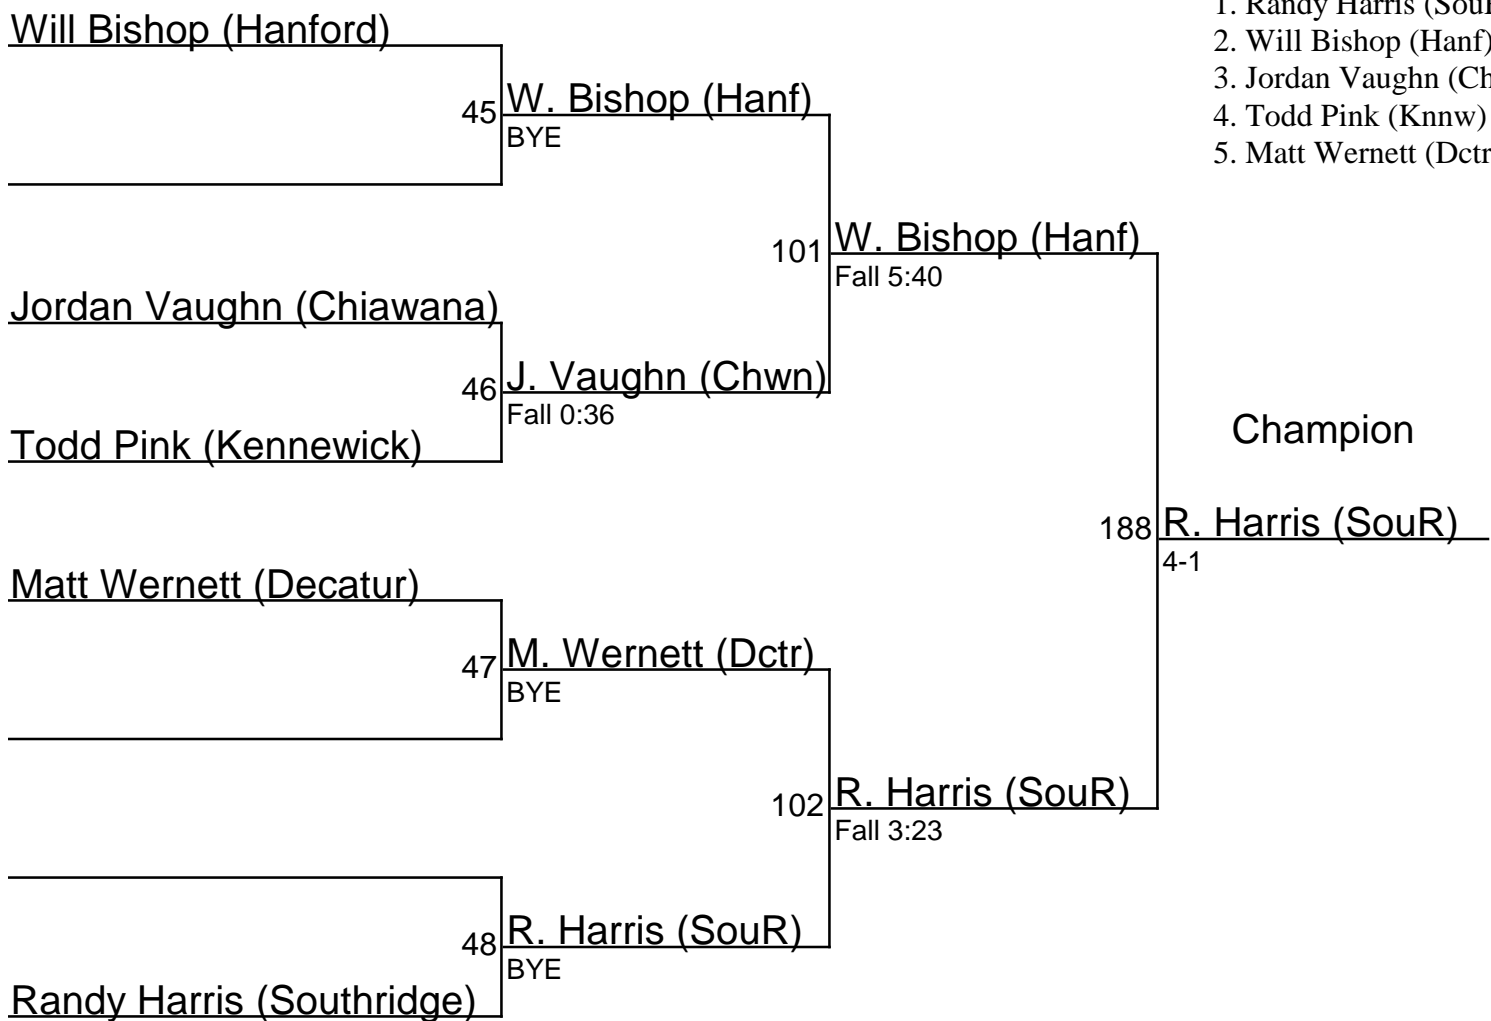 Will Bishop (Hanford)
45
W. Bishop (Hanf)
BYE
Jordan Vaughn (Chiawana)
46
J. Vaughn (Chwn)
Fall 0:36
Todd Pink (Kennewick)
101
W. Bishop (Hanf)
Fall 5:40
Matt Wernett (Decatur)
47
M. Wernett (Dctr)
BYE
48
R. Harris (SouR)
BYE
Randy Harris (Southridge)
102
R. Harris (SouR)
Fall 3:23
Champion
188
R. Harris (SouR)
4-1
1. Randy Harris (SouR
2. Will Bishop (Hanf)
3. Jordan Vaughn (Ch
4. Todd Pink (Knnw)
5. Matt Wernett (Dctr